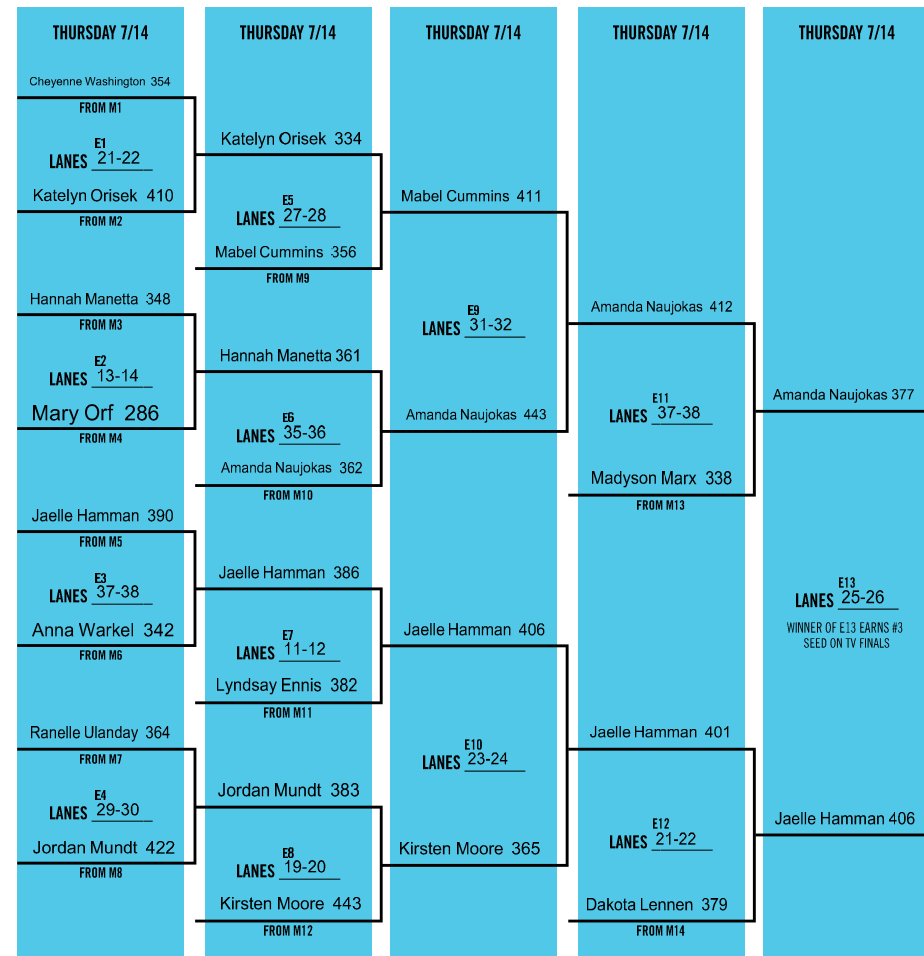 THURSDAY 7/14
Cheyenne Washington 354
FROM M1
E1
LANES 21-22
Katelyn Orisek 410
FROM M2
Hannah Manetta 348
FROM M3
E2
LANES 13-14
Mary Orf 286
FROM M4
Jaelle Hamman 390
FROM M5
E3
LANES 37-38
Anna Warkel 342
FROM M6
Ranelle Ulanday 364
FROM M7
E4
LANES 29-30
Jordan Mundt 422
FROM M8
THURSDAY 7/14
Katelyn Orisek 334
E5
LANES 27-28
Mabel Cummins 356
FROM M9
Hannah Manetta 361
E6
LANES 35-36
Amanda Naujokas 362
FROM M10
Jaelle Hamman 386
E7
LANES 11-12
Lyndsay Ennis 382
FROM M11
Jordan Mundt 383
E8
LANES 19-20
Kirsten Moore 443
FROM M12
THURSDAY 7/14
Mabel Cummins 411
E9
LANES 31-32
Amanda Naujokas 443
Jaelle Hamman 406
E10
LANES 23-24
Kirsten Moore 365
THURSDAY 7/14
Amanda Naujokas 412
E11
LANES 37-38
Madyson Marx 338
FROM M13
Jaelle Hamman 401
E12
LANES 21-22
Dakota Lennen 379
FROM M14
THURSDAY 7/14
Amanda Naujokas 377
E13
LANES 25-26
WINNER OF E13 EARNS #3
SEED ON TV FINALS
Jaelle Hamman 406